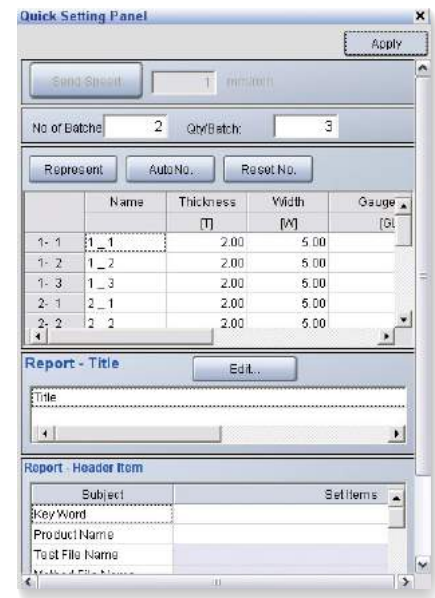 Quick Setting Panel
Apply
Send Speed 1 mm/min
No of Batche 2 Qty/Batch: 3
Represent AutoNo. Reset No.
Name Thickness Width Gauge
[T] [W] [GL
1- 1 1 _ 1 2.00 5.00
1- 2 1 _ 2 2.00 5.00
1- 3 1 _ 3 2.00 5.00
2- 1 2 _ 1 2.00 5.00
2- 2 2 2 2.00 5.00
Report - Title Edit...
Title
Report - Header Item
Subject Set Items
Key Word
Product Name
Test File Name
Method File Name